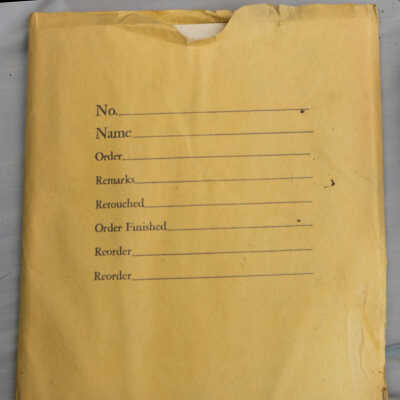 No.
Name
Order
Remarks
Retouched
Order Finished
Reorder
Reorder